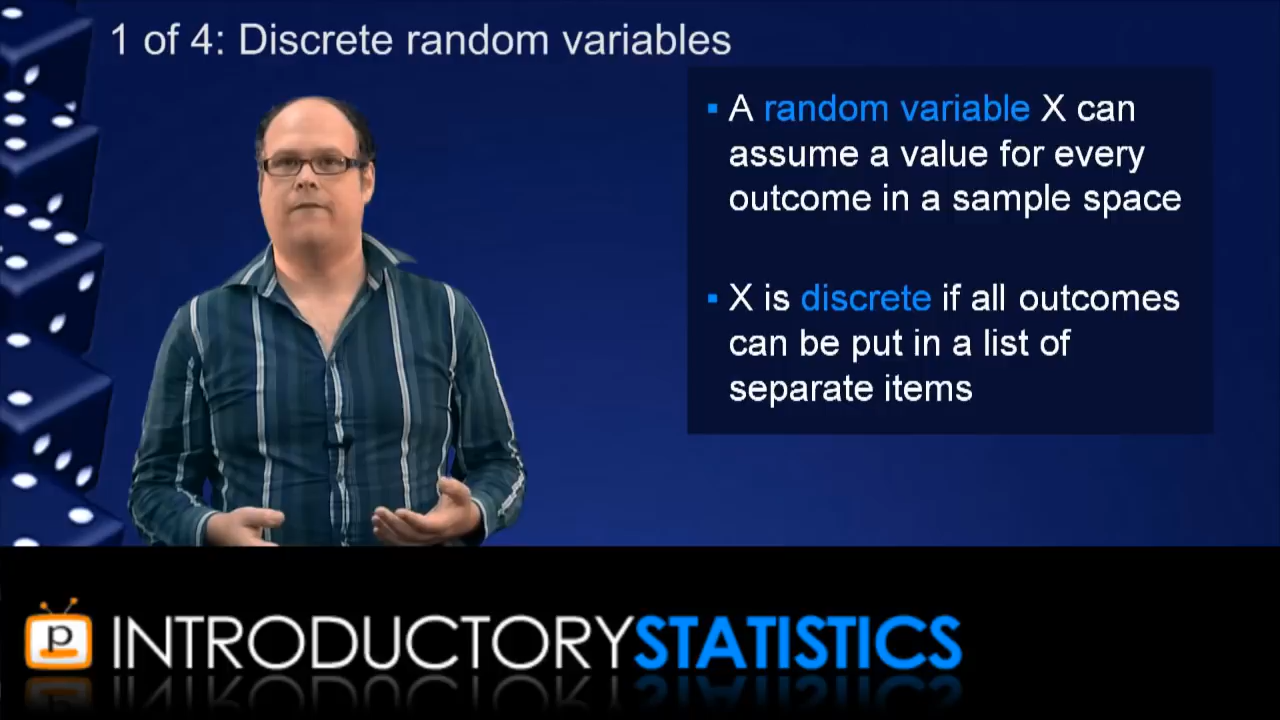 1 of 4: Discrete random variables
▪ A random variable X can
assume a value for every
outcome in a sample space
▪ X is discrete if all outcomes
can be put in a list of
separate items
p INTRODUCTORYSTATISTICS